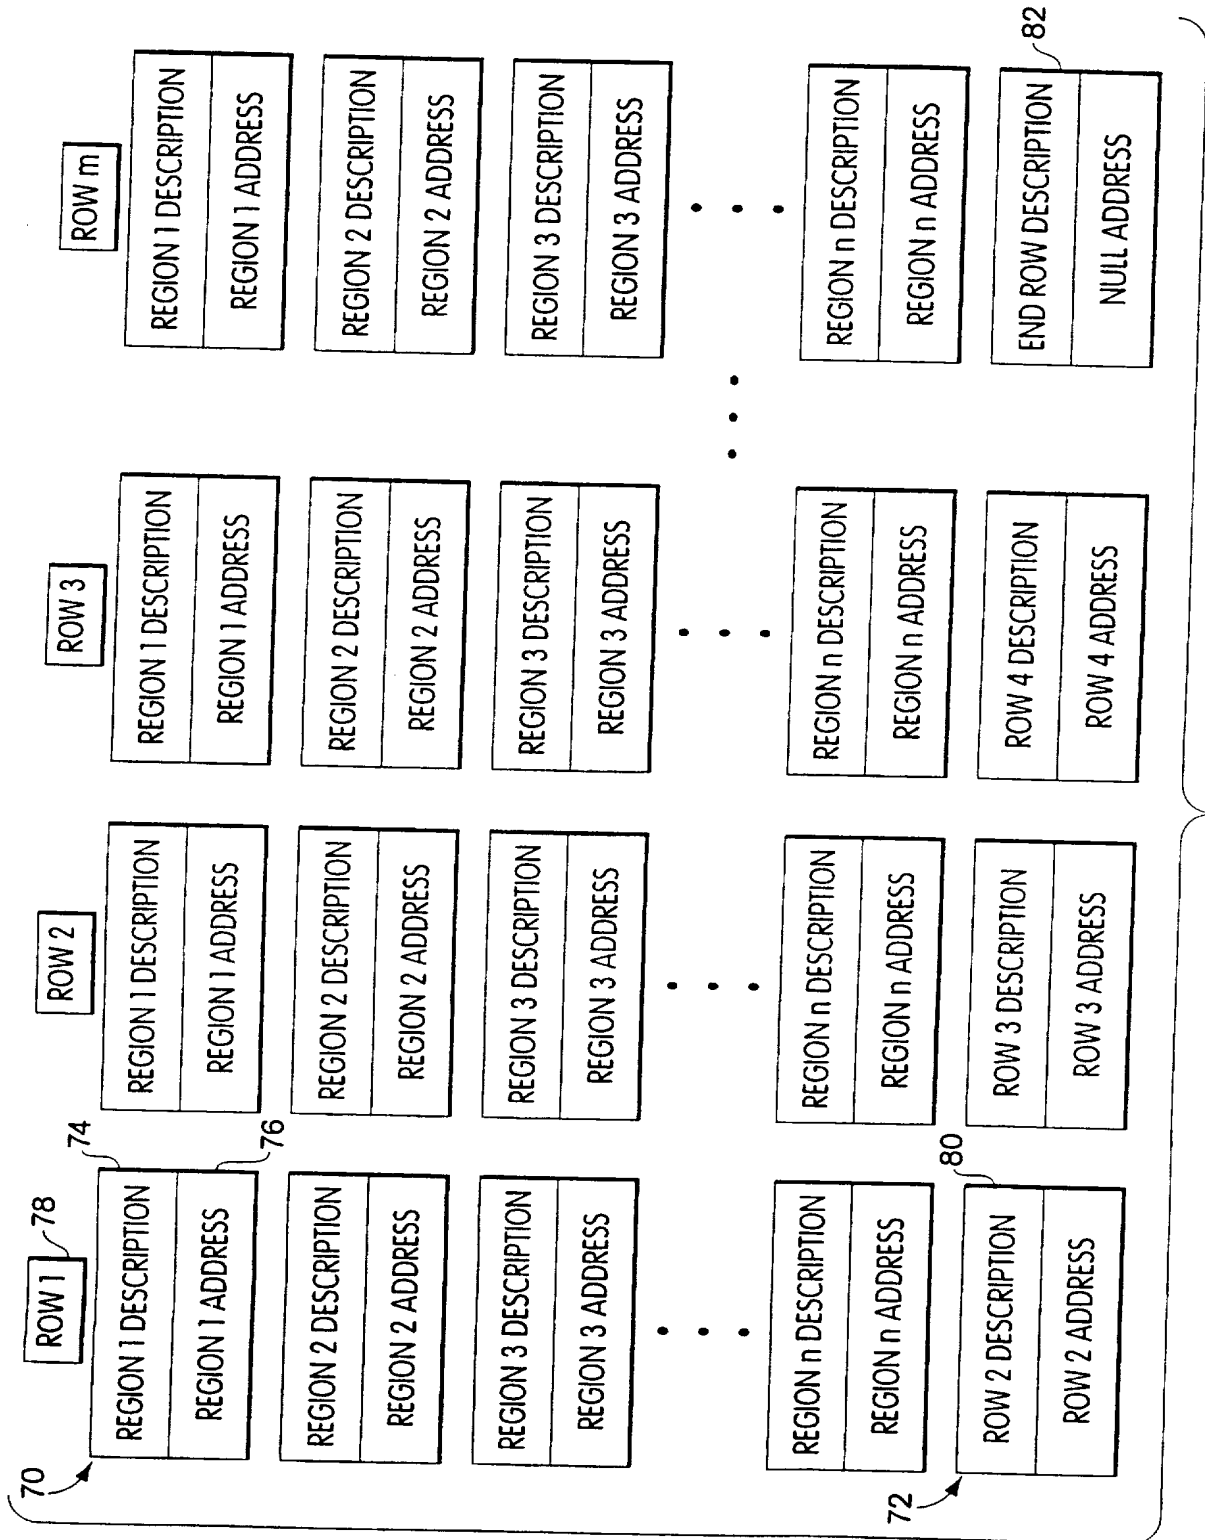 ROW 1
78
70
74
REGION 1 DESCRIPTION
REGION 1 ADDRESS
76
REGION 2 DESCRIPTION
REGION 2 ADDRESS
REGION 3 DESCRIPTION
REGION 3 ADDRESS
REGION n DESCRIPTION
REGION n ADDRESS
72
80
ROW 2 DESCRIPTION
ROW 2 ADDRESS
ROW 2
REGION 1 DESCRIPTION
REGION 1 ADDRESS
REGION 2 DESCRIPTION
REGION 2 ADDRESS
REGION 3 DESCRIPTION
REGION 3 ADDRESS
REGION n DESCRIPTION
REGION n ADDRESS
ROW 3 DESCRIPTION
ROW 3 ADDRESS
ROW 3
REGION 1 DESCRIPTION
REGION 1 ADDRESS
REGION 2 DESCRIPTION
REGION 2 ADDRESS
REGION 3 DESCRIPTION
REGION 3 ADDRESS
REGION n DESCRIPTION
REGION n ADDRESS
ROW 4 DESCRIPTION
ROW 4 ADDRESS
ROW m
REGION 1 DESCRIPTION
REGION 1 ADDRESS
REGION 2 DESCRIPTION
REGION 2 ADDRESS
REGION 3 DESCRIPTION
REGION 3 ADDRESS
REGION n DESCRIPTION
REGION n ADDRESS
82
END ROW DESCRIPTION
NULL ADDRESS